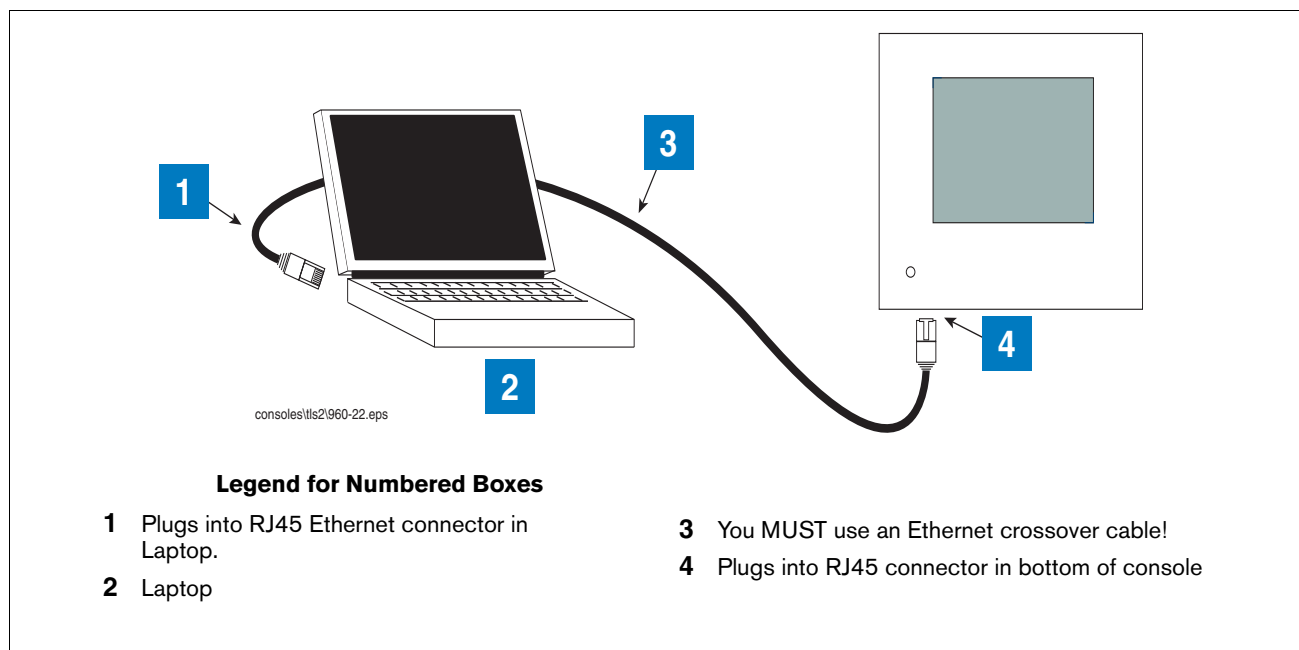 3
1
4
2
consoles\tls2\960-22.eps
Legend for Numbered Boxes
1 Plugs into RJ45 Ethernet connector in
Laptop.
2 Laptop
3 You MUST use an Ethernet crossover cable!
4 Plugs into RJ45 connector in bottom of console